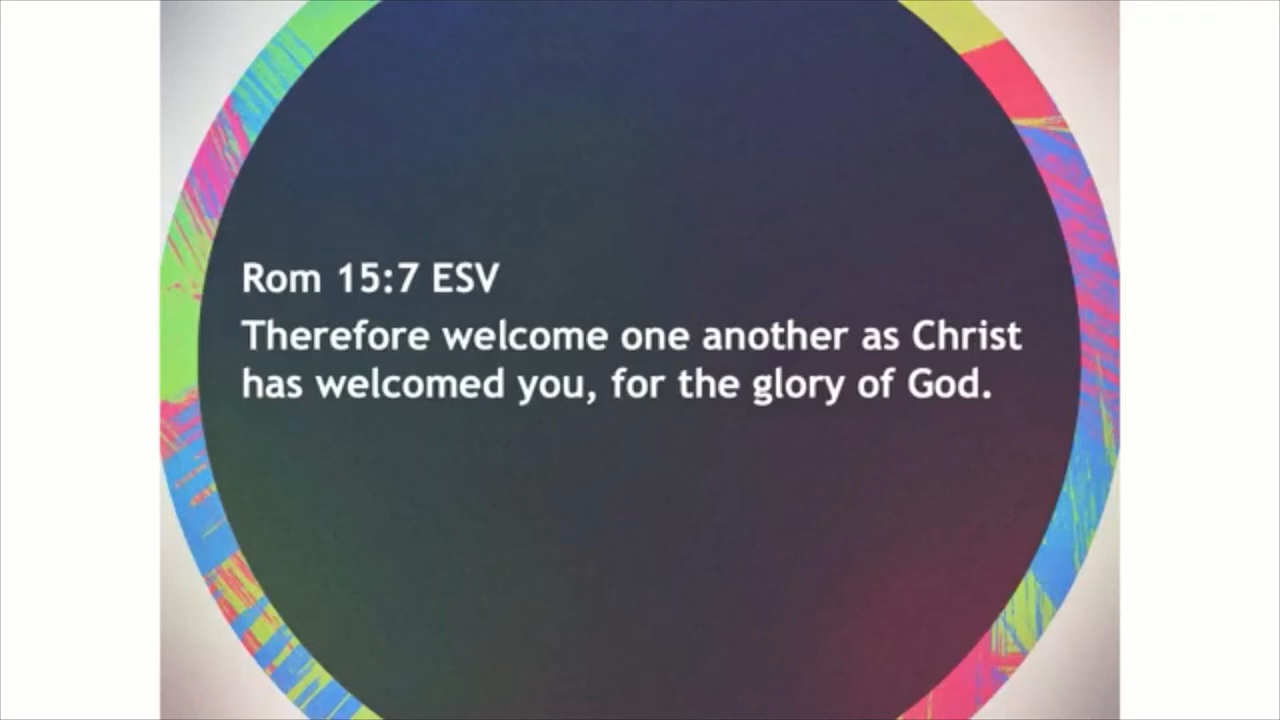 Rom 15:7 ESV
Therefore welcome one another as Christ
has welcomed you, for the glory of God.